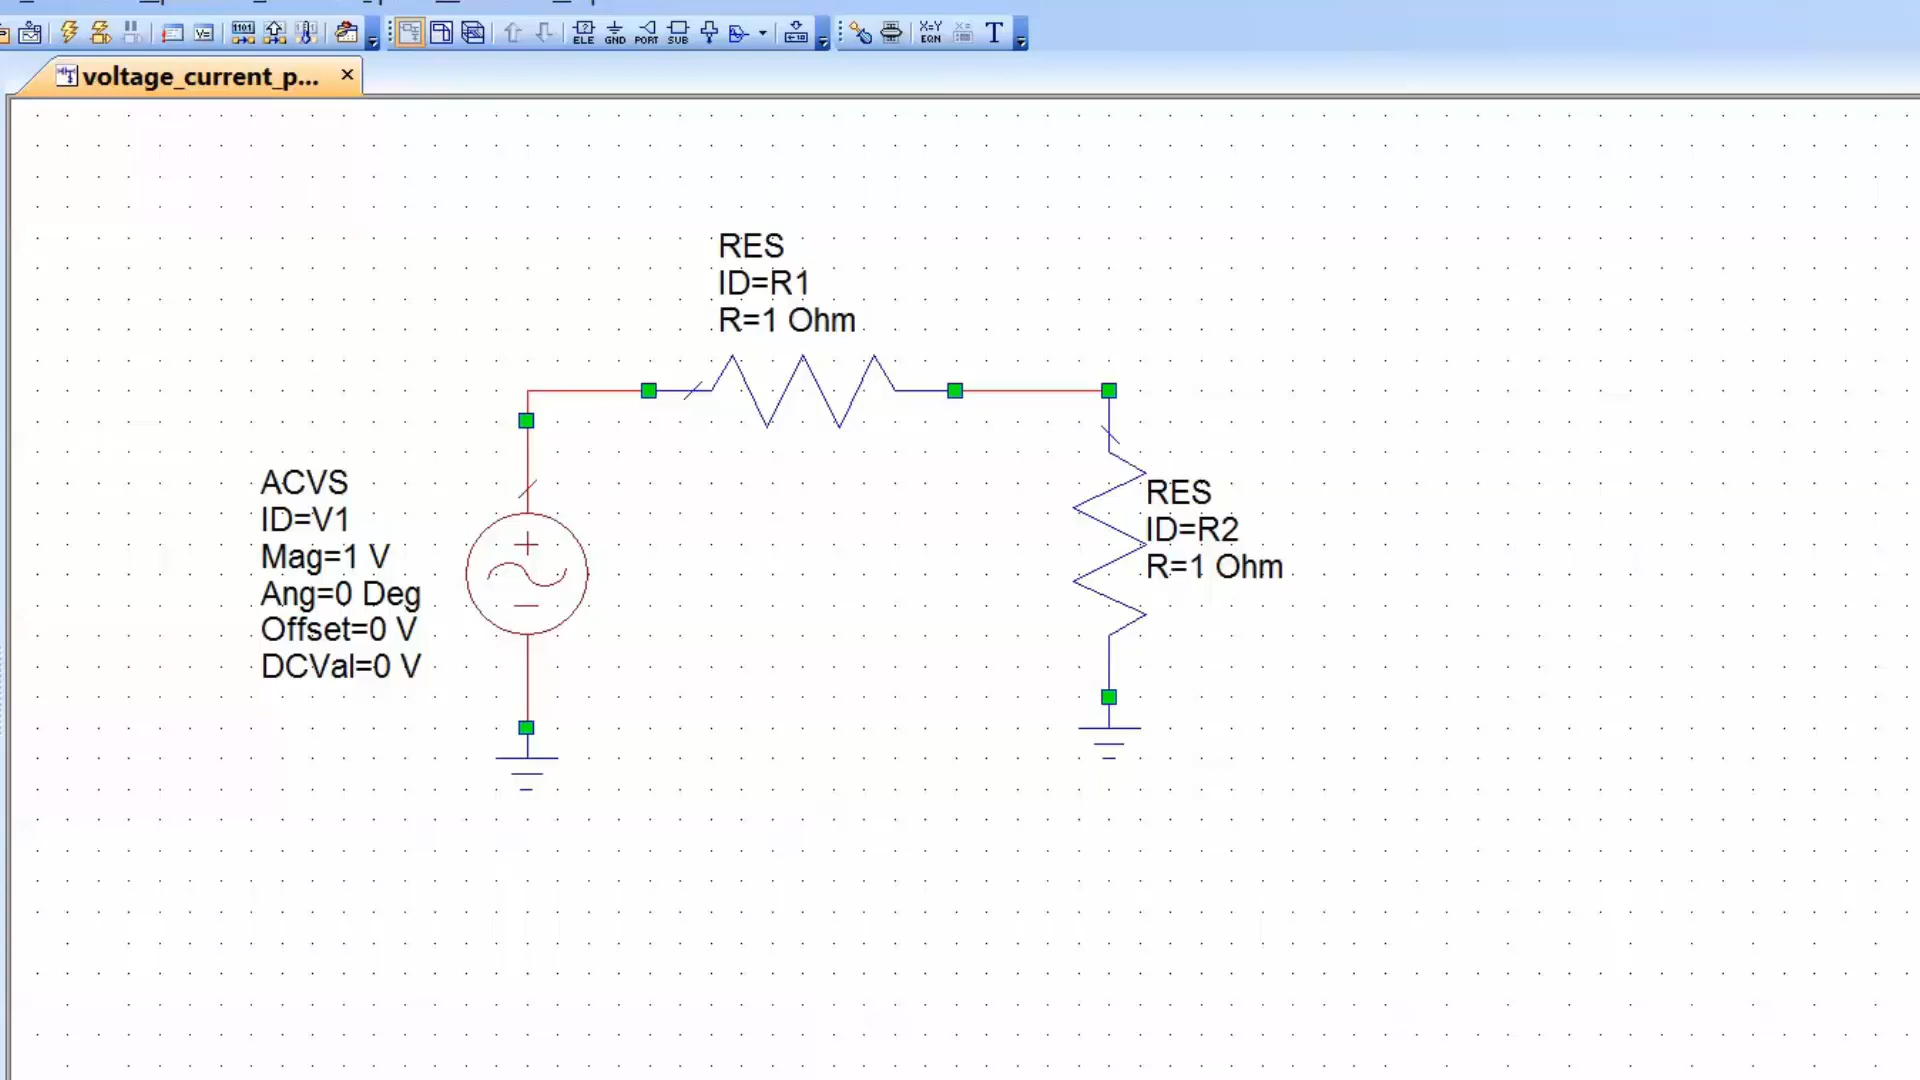 ELE GND PORT SUB X=Y EQN T
voltage_current_p...
RES
ID=R1
R=1 Ohm
ACVS
ID=V1
Mag=1 V
Ang=0 Deg
Offset=0 V
DCVal=0 V
RES
ID=R2
R=1 Ohm